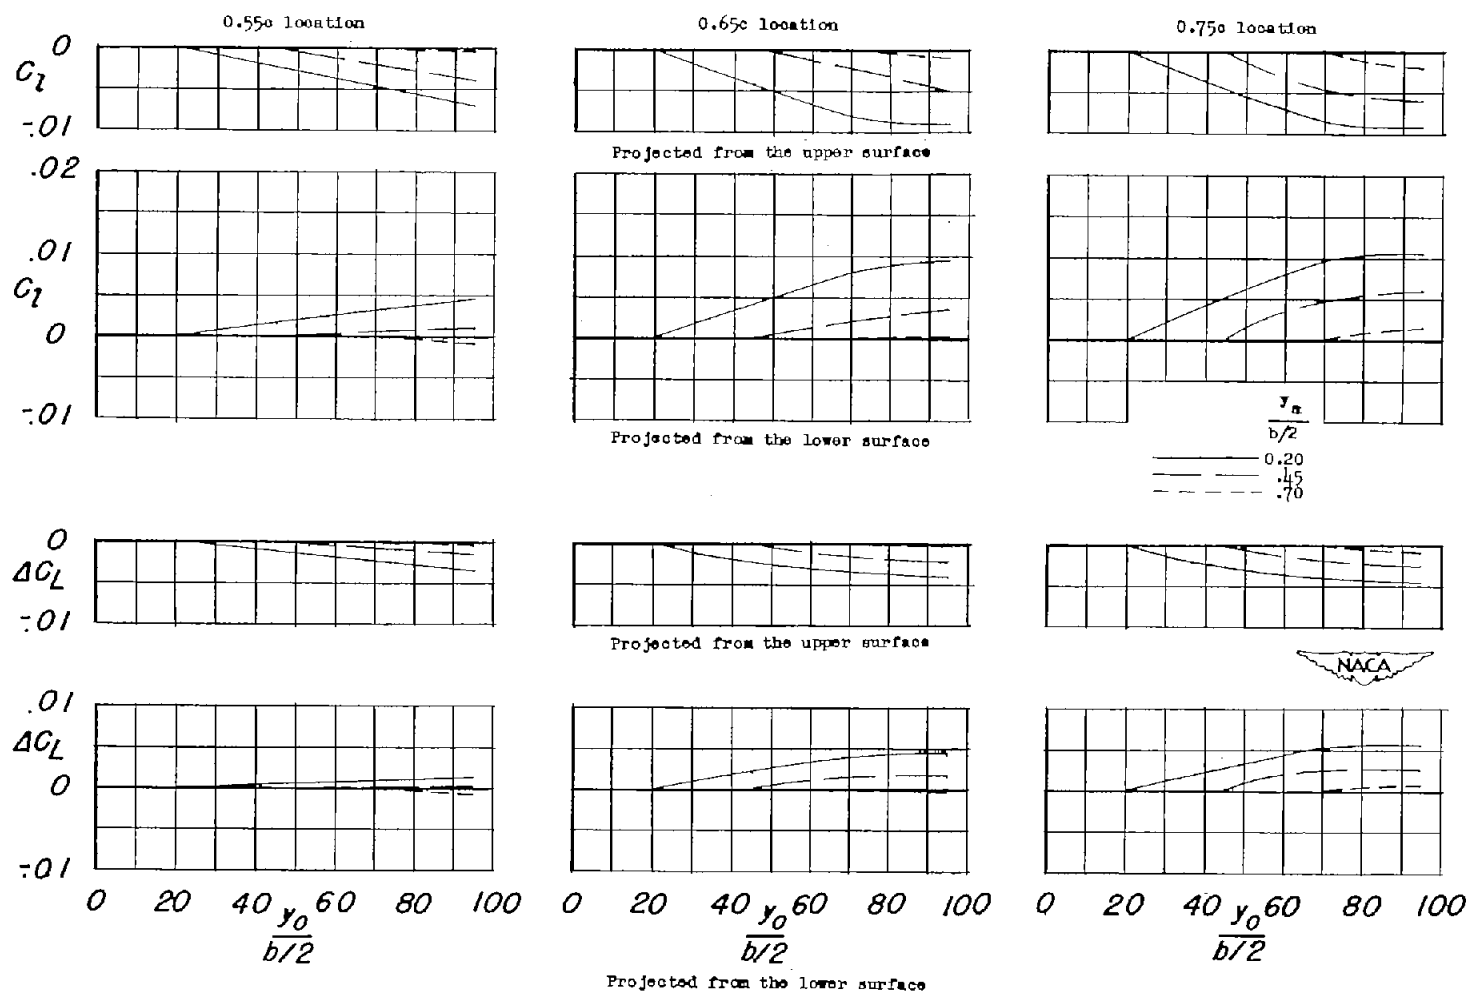 0.55c location 0.65c location 0.75c location
0
C_l
-.01
Projected from the upper surface
.02
.01
C_l
0
-.01
Projected from the lower surface
y_a
b/2
0.20
.45
.70
0
ΔC_L
-.01
Projected from the upper surface
NACA
.01
ΔC_L
0
-.01
0 20 40 60 80 100 0 20 40 60 80 100 0 20 40 60 80 100
y_o y_o y_o
b/2 b/2 b/2
Projected from the lower surface